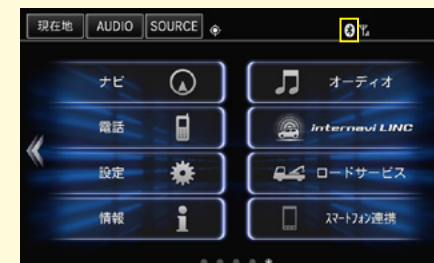 現在地 AUDIO SOURCE
ナビ オーディオ
電話 internavi LINC
設定 ロードサービス
情報 スマートフォン連携